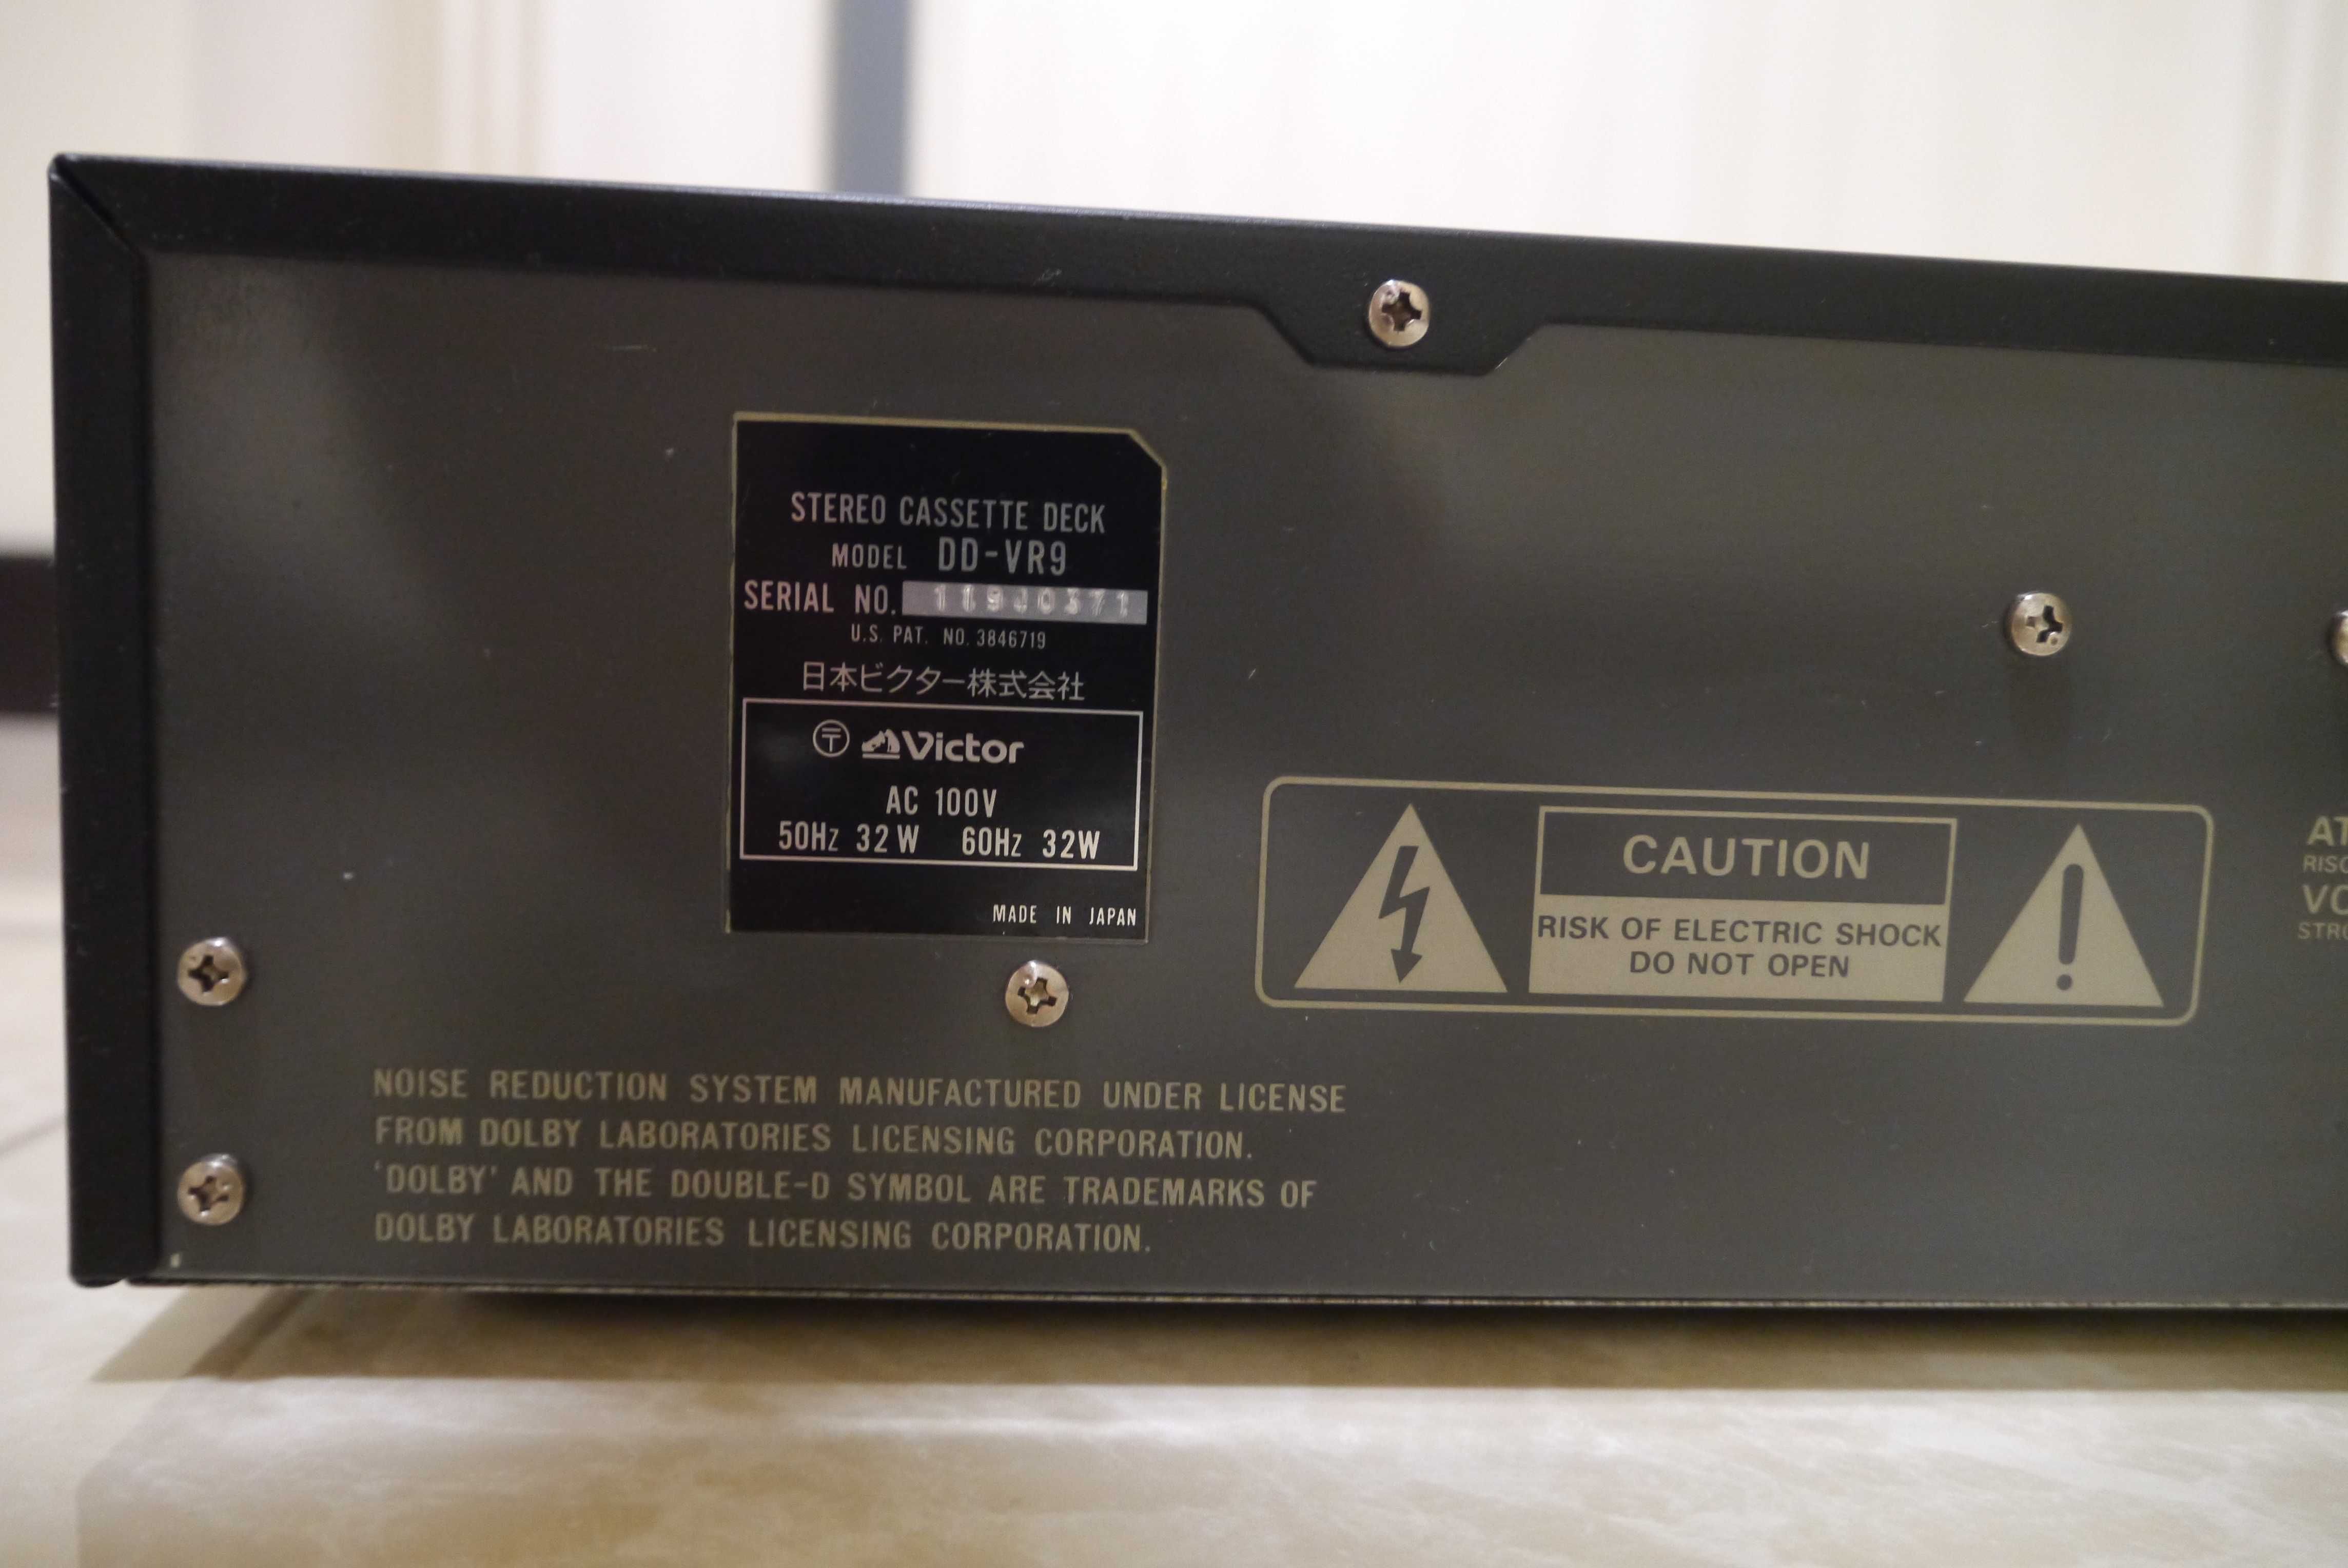 STEREO CASSETTE DECK
MODEL DD-VR9
SERIAL NO.
U.S. PAT. NO. 3846719
日本ビクター株式会社
〒 Victor
AC 100V
50Hz 32W 60Hz 32W
MADE IN JAPAN
CAUTION
RISK OF ELECTRIC SHOCK
DO NOT OPEN
NOISE REDUCTION SYSTEM MANUFACTURED UNDER LICENSE
FROM DOLBY LABORATORIES LICENSING CORPORATION.
'DOLBY' AND THE DOUBLE-D SYMBOL ARE TRADEMARKS OF
DOLBY LABORATORIES LICENSING CORPORATION.